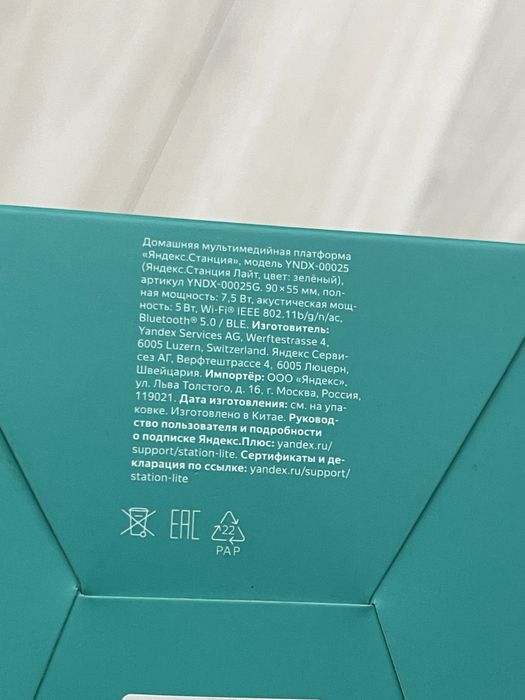 Домашняя мультимедийная платформа
«Яндекс.Станция», модель YNDX-00025
(Яндекс.Станция Лайт, цвет: зелёный),
артикул YNDX-00025G. 90×55 мм, пол-
ная мощность: 7,5 Вт, акустическая мощ-
ность: 5 Вт, Wi-Fi® IEEE 802.11b/g/n/ac,
Bluetooth® 5.0 / BLE. Изготовитель:
Yandex Services AG, Werftestrasse 4,
6005 Luzern, Switzerland. Яндекс Серви-
сез АГ, Верфтештрассе 4, 6005 Люцерн,
Швейцария. Импортёр: ООО «Яндекс»,
ул. Льва Толстого, д. 16, г. Москва, Россия,
119021. Дата изготовления: см. на упа-
ковке. Изготовлено в Китае. Руковод-
ство пользователя и подробности
о подписке Яндекс.Плюс: yandex.ru/
support/station-lite. Сертификаты и де-
кларация по ссылке: yandex.ru/support/
station-lite
EAC 22
PAP